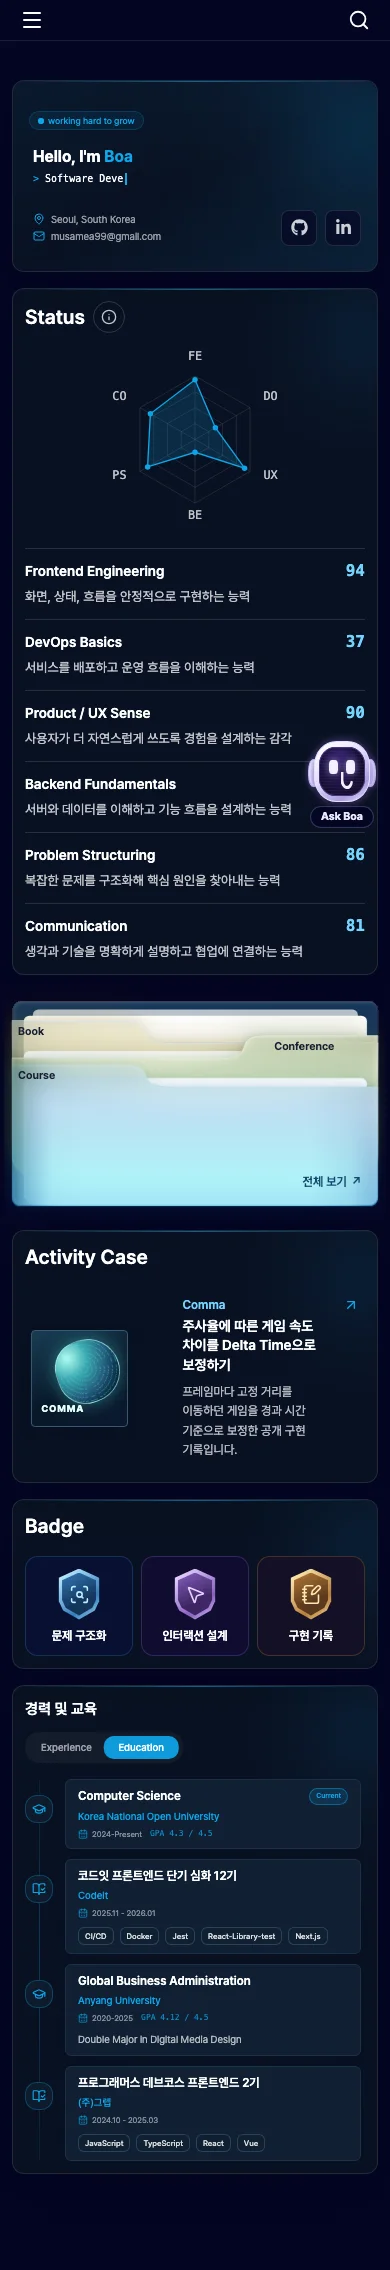 working hard to grow
Hello, I'm Boa
> Software Deve
Seoul, South Korea
musamea99@gmail.com
Status
FE
CO
DO
PS
UX
BE
Frontend Engineering 94
화면, 상태, 흐름을 안정적으로 구현하는 능력
DevOps Basics 37
서비스를 배포하고 운영 흐름을 이해하는 능력
Product / UX Sense 90
사용자가 더 자연스럽게 쓰도록 경험을 설계하는 감각
Backend Fundamentals
서버와 데이터를 이해하고 기능 흐름을 설계하는 능력
Ask Boa
Problem Structuring 86
복잡한 문제를 구조화해 핵심 원인을 찾아내는 능력
Communication 81
생각과 기술을 명확하게 설명하고 협업에 연결하는 능력
Book
Conference
Course
전체 보기
Activity Case
COMMA
Comma
주사율에 따른 게임 속도
차이를 Delta Time으로
보정하기
프레임마다 고정 거리를
이동하던 게임을 경과 시간
기준으로 보정한 공개 구현
기록입니다.
Badge
문제 구조화
인터랙션 설계
구현 기록
경력 및 교육
Experience Education
Computer Science Current
Korea National Open University
2024-Present GPA 4.3 / 4.5
코드잇 프론트엔드 단기 심화 12기
Codeit
2025.11 - 2026.01
CI/CD Docker Jest React-Library-test Next.js
Global Business Administration
Anyang University
2020-2025 GPA 4.12 / 4.5
Double Major in Digital Media Design
프로그래머스 데브코스 프론트엔드 2기
(주)그렙
2024.10 - 2025.03
JavaScript TypeScript React Vue